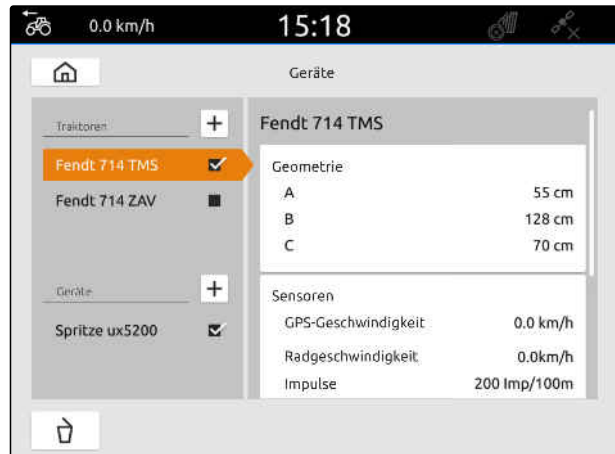 0.0 km/h
15:18
Geräte
Traktoren
Fendt 714 TMS
Fendt 714 ZAV
Geräte
Spritze ux5200
Fendt 714 TMS
Geometrie
A 55 cm
B 128 cm
C 70 cm
Sensoren
GPS-Geschwindigkeit 0.0 km/h
Radgeschwindigkeit 0.0km/h
Impulse 200 Imp/100m